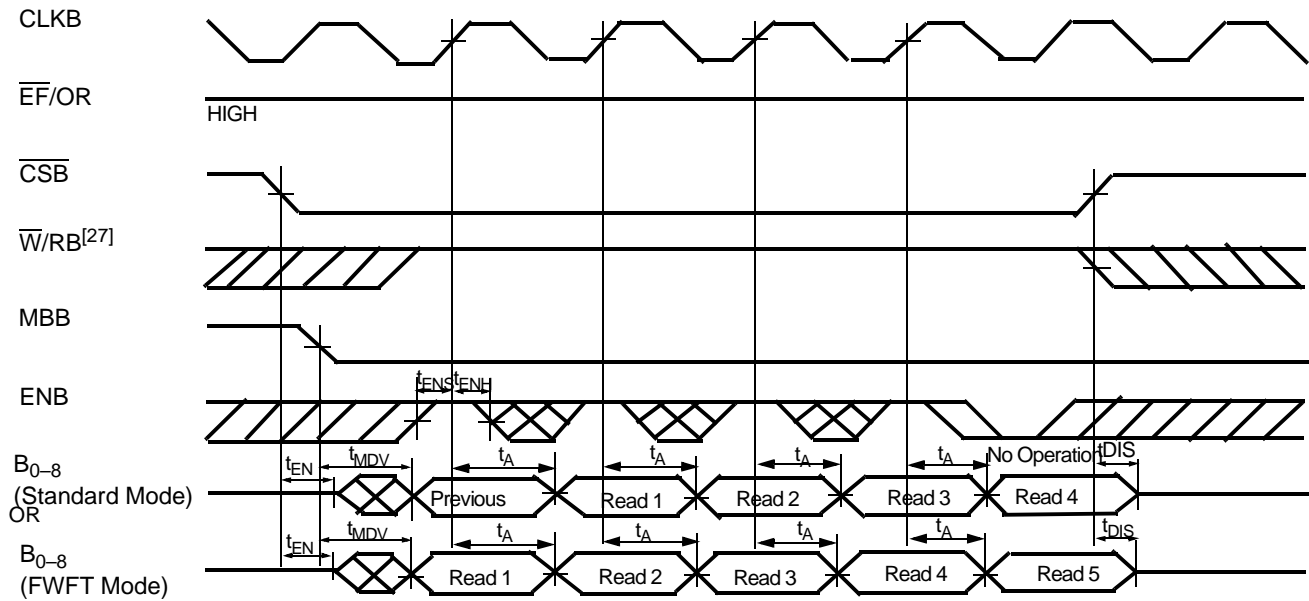 CLKB
EF/OR
HIGH
CSB
W/RB[27]
MBB
tENS tENH
ENB
B0–8
(Standard Mode)
tEN tMDV tA tA tA tA No Operation tDIS
Previous Read 1 Read 2 Read 3 Read 4
OR
tEN tMDV tA tA tA tA tDIS
B0–8
(FWFT Mode)
Read 1 Read 2 Read 3 Read 4 Read 5